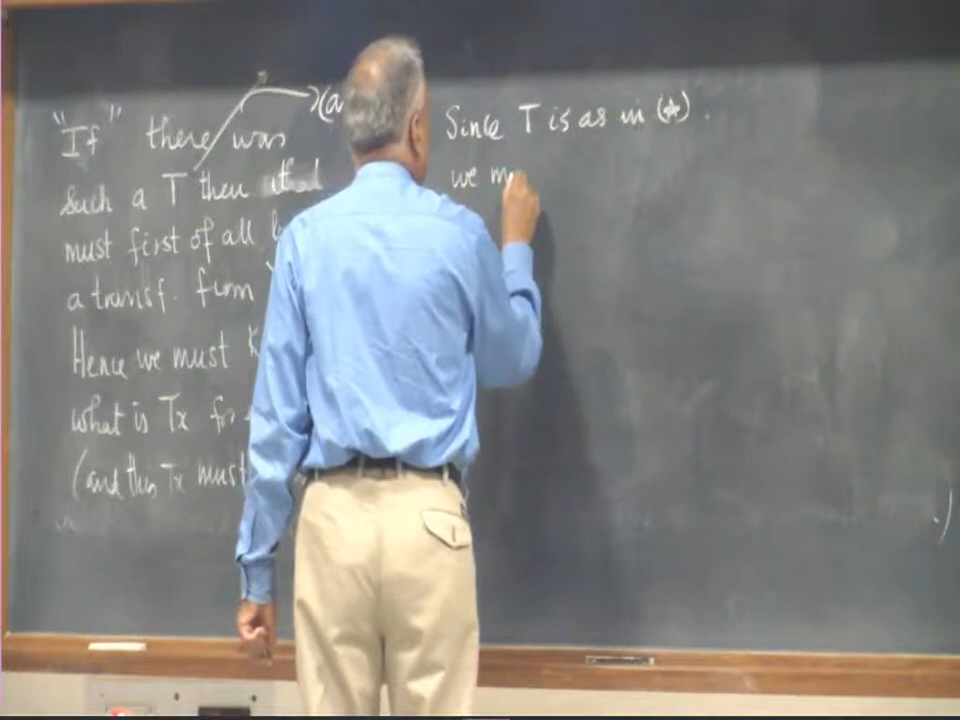 "If" there was
Such a T then
must first of all
a transf. from
Hence we must
what is Tx for
(and this Tx must
(a
Since T is as in (*).
we m